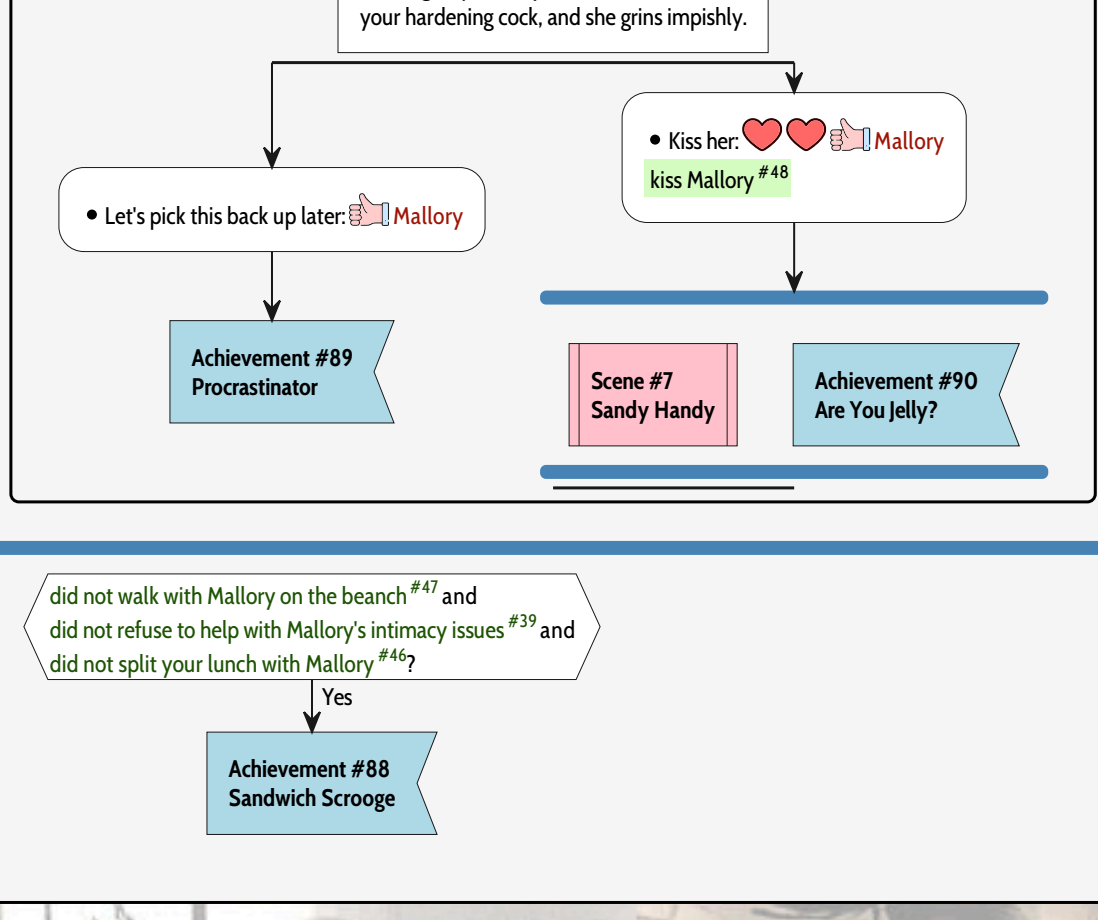 your hardening cock, and she grins impishly.
• Kiss her: Mallory
kiss Mallory #48
• Let's pick this back up later: Mallory
Achievement #89
Procrastinator
Scene #7
Sandy Handy
Achievement #90
Are You Jelly?
did not walk with Mallory on the beanch #47 and
did not refuse to help with Mallory's intimacy issues #39 and
did not split your lunch with Mallory #46?
Yes
Achievement #88
Sandwich Scrooge